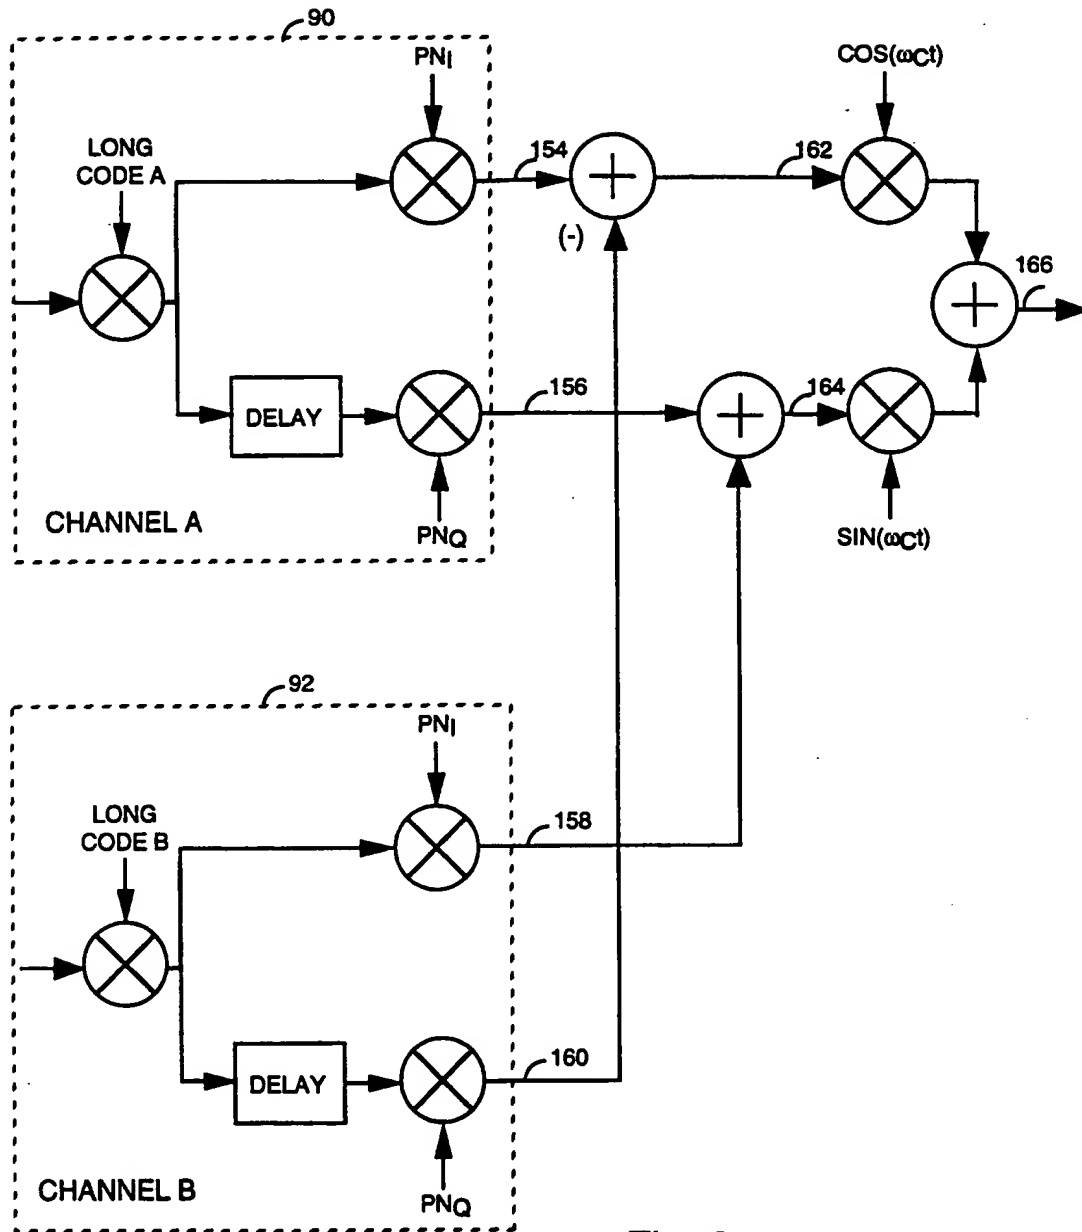 90
PNI
COS(ωCt)
LONG
CODE A
154
(-)
162
166
DELAY
156
164
CHANNEL A
PNQ
SIN(ωCt)
92
PNI
LONG
CODE B
158
DELAY
160
CHANNEL B
PNQ